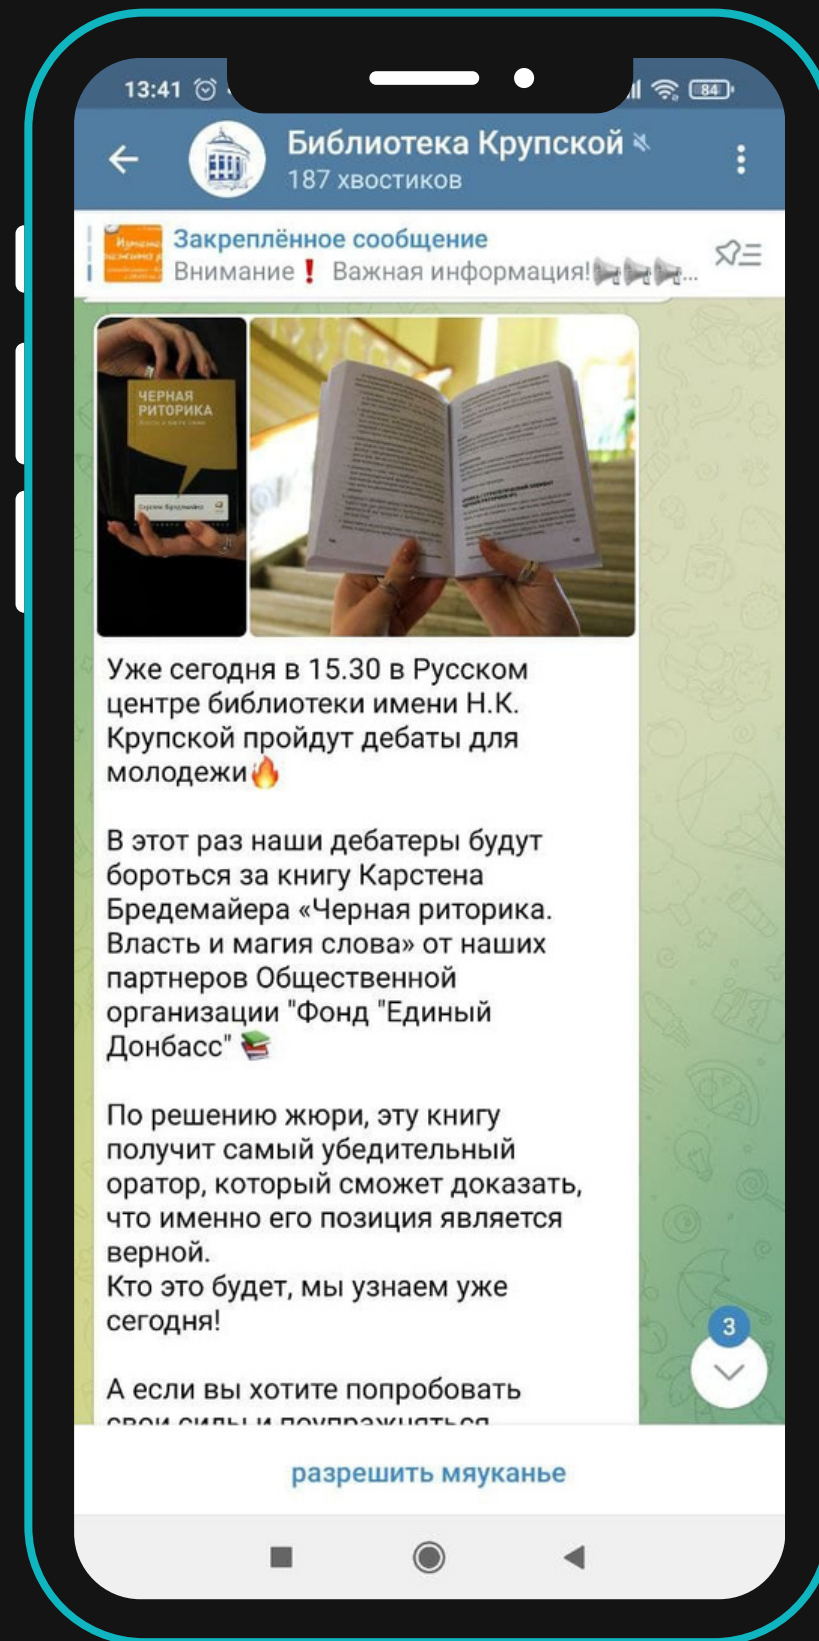 13:41
84
Библиотека Крупской
187 хвостиков
Закреплённое сообщение
Внимание❗ Важная информация!📢📢📢...
ЧЕРНАЯ
РИТОРИКА
Уже сегодня в 15.30 в Русском
центре библиотеки имени Н.К.
Крупской пройдут дебаты для
молодежи🔥
В этот раз наши дебатеры будут
бороться за книгу Карстена
Бредемайера «Черная риторика.
Власть и магия слова» от наших
партнеров Общественной
организации "Фонд "Единый
Донбасс" 📚
По решению жюри, эту книгу
получит самый убедительный
оратор, который сможет доказать,
что именно его позиция является
верной.
Кто это будет, мы узнаем уже
сегодня!
А если вы хотите попробовать
свои силы и поупражняться
3
разрешить мяуканье